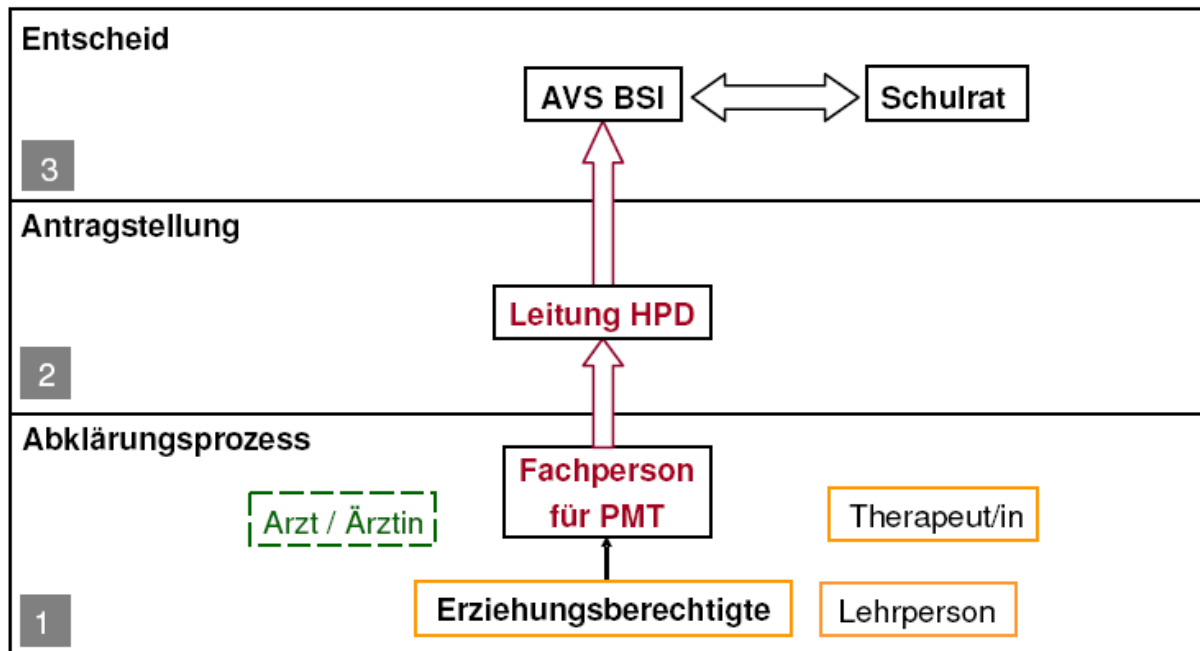 Entscheid
AVS BSI
Schulrat
3
Antragstellung
Leitung HPD
2
Abklärungsprozess
Fachperson
für PMT
Arzt / Ärztin
Therapeut/in
Erziehungsberechtigte
Lehrperson
1